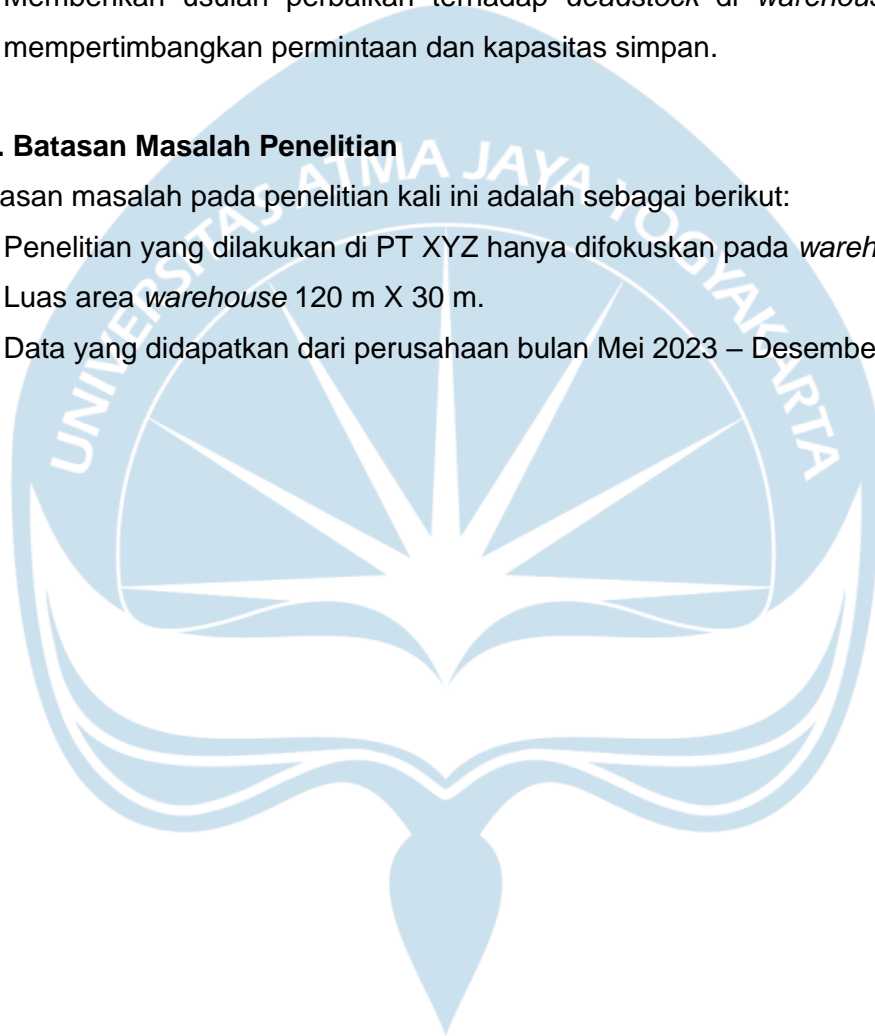 Memberikan usulan perbaikan terhadap deadstock di warehous
mempertimbangkan permintaan dan kapasitas simpan.
. Batasan Masalah Penelitian
asan masalah pada penelitian kali ini adalah sebagai berikut:
Penelitian yang dilakukan di PT XYZ hanya difokuskan pada wareh
Luas area warehouse 120 m X 30 m.
Data yang didapatkan dari perusahaan bulan Mei 2023 – Desembe
UNIVERSITAS ATMA JAYA YOGYAKARTA